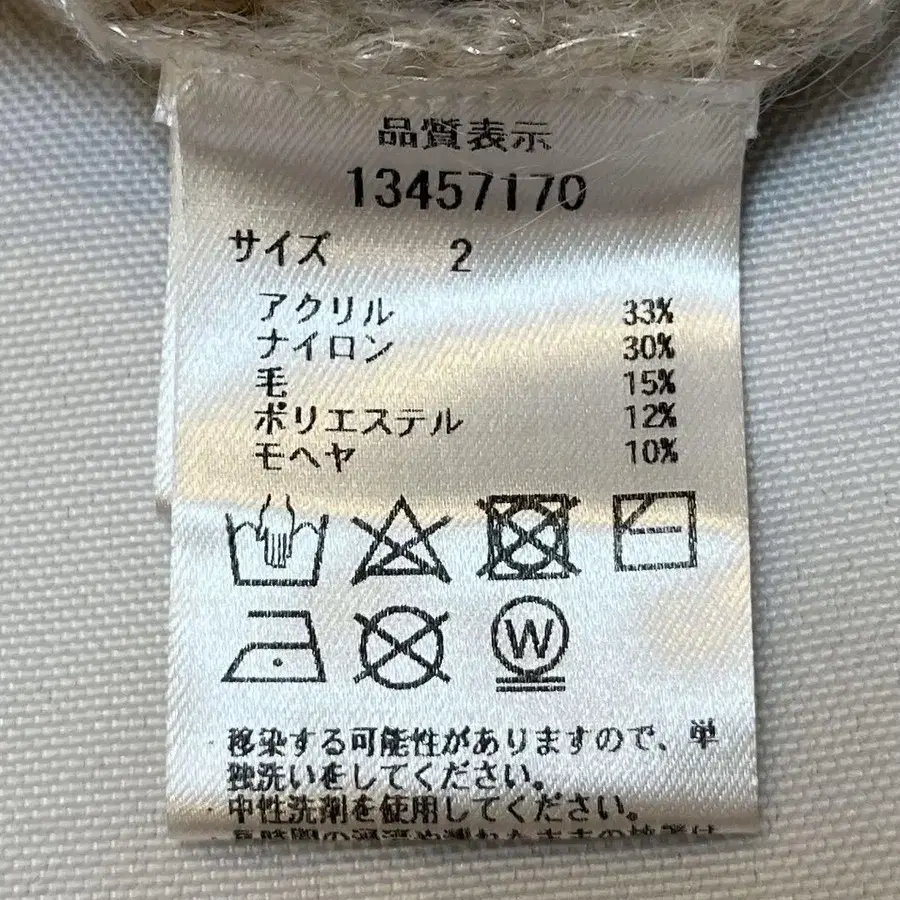 品質表示
13457170
サイズ 2
アクリル 33%
ナイロン 30%
毛 15%
ポリエステル 12%
モヘヤ 10%
W
・移染する可能性がありますので、単
独洗いをしてください。
・中性洗剤を使用してください。